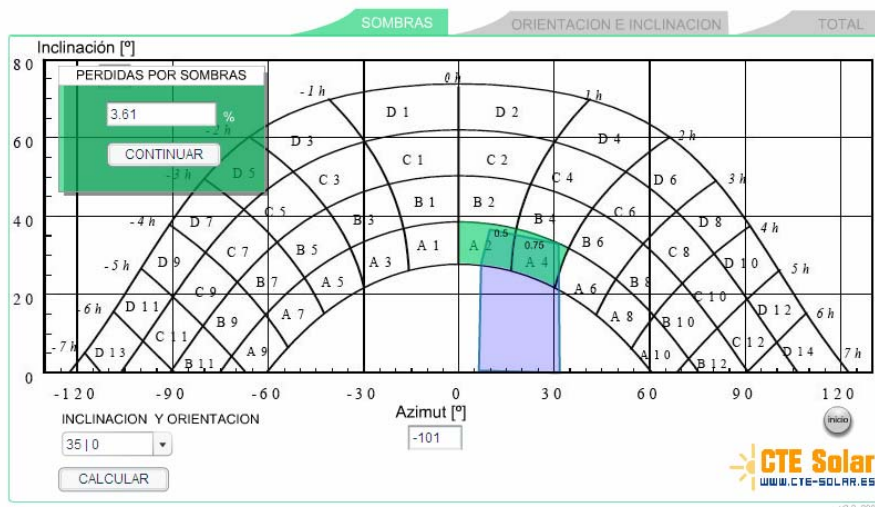 SOMBRAS ORIENTACION E INCLINACION TOTAL
Inclinación [º]
80
PERDIDAS POR SOMBRAS
3.61 %
CONTINUAR
-1 h 0 h 1 h
-2 h 2 h
-3 h 3 h
D 1 D 2
D 3 D 4
60
C 1 C 2
D 5 C 3 C 4 D 6
B 1 B 2
40
-4 h D 7 C 5 B 3 B 4 C 6 D 8 4 h
0.5
A 1 A 2 0.75
-5 h D 9 C 7 B 5 A 3 A 4 B 6 C 8 D 10 5 h
20
-6 h D 11 C 9 B 7 A 5 A 6 B 8 C 10 D 12 6 h
-7 h D 13 C 11 B 9 A 7 A 8 B 10 C 12 D 14 7 h
B 11 A 9 A 10 B 12
0
-120 -90 -60 -30 0 30 60 90 120
Azimut [º]
-101
INCLINACION Y ORIENTACION
35 | 0
CALCULAR
inicio
CTE Solar
WWW.CTE-SOLAR.ES